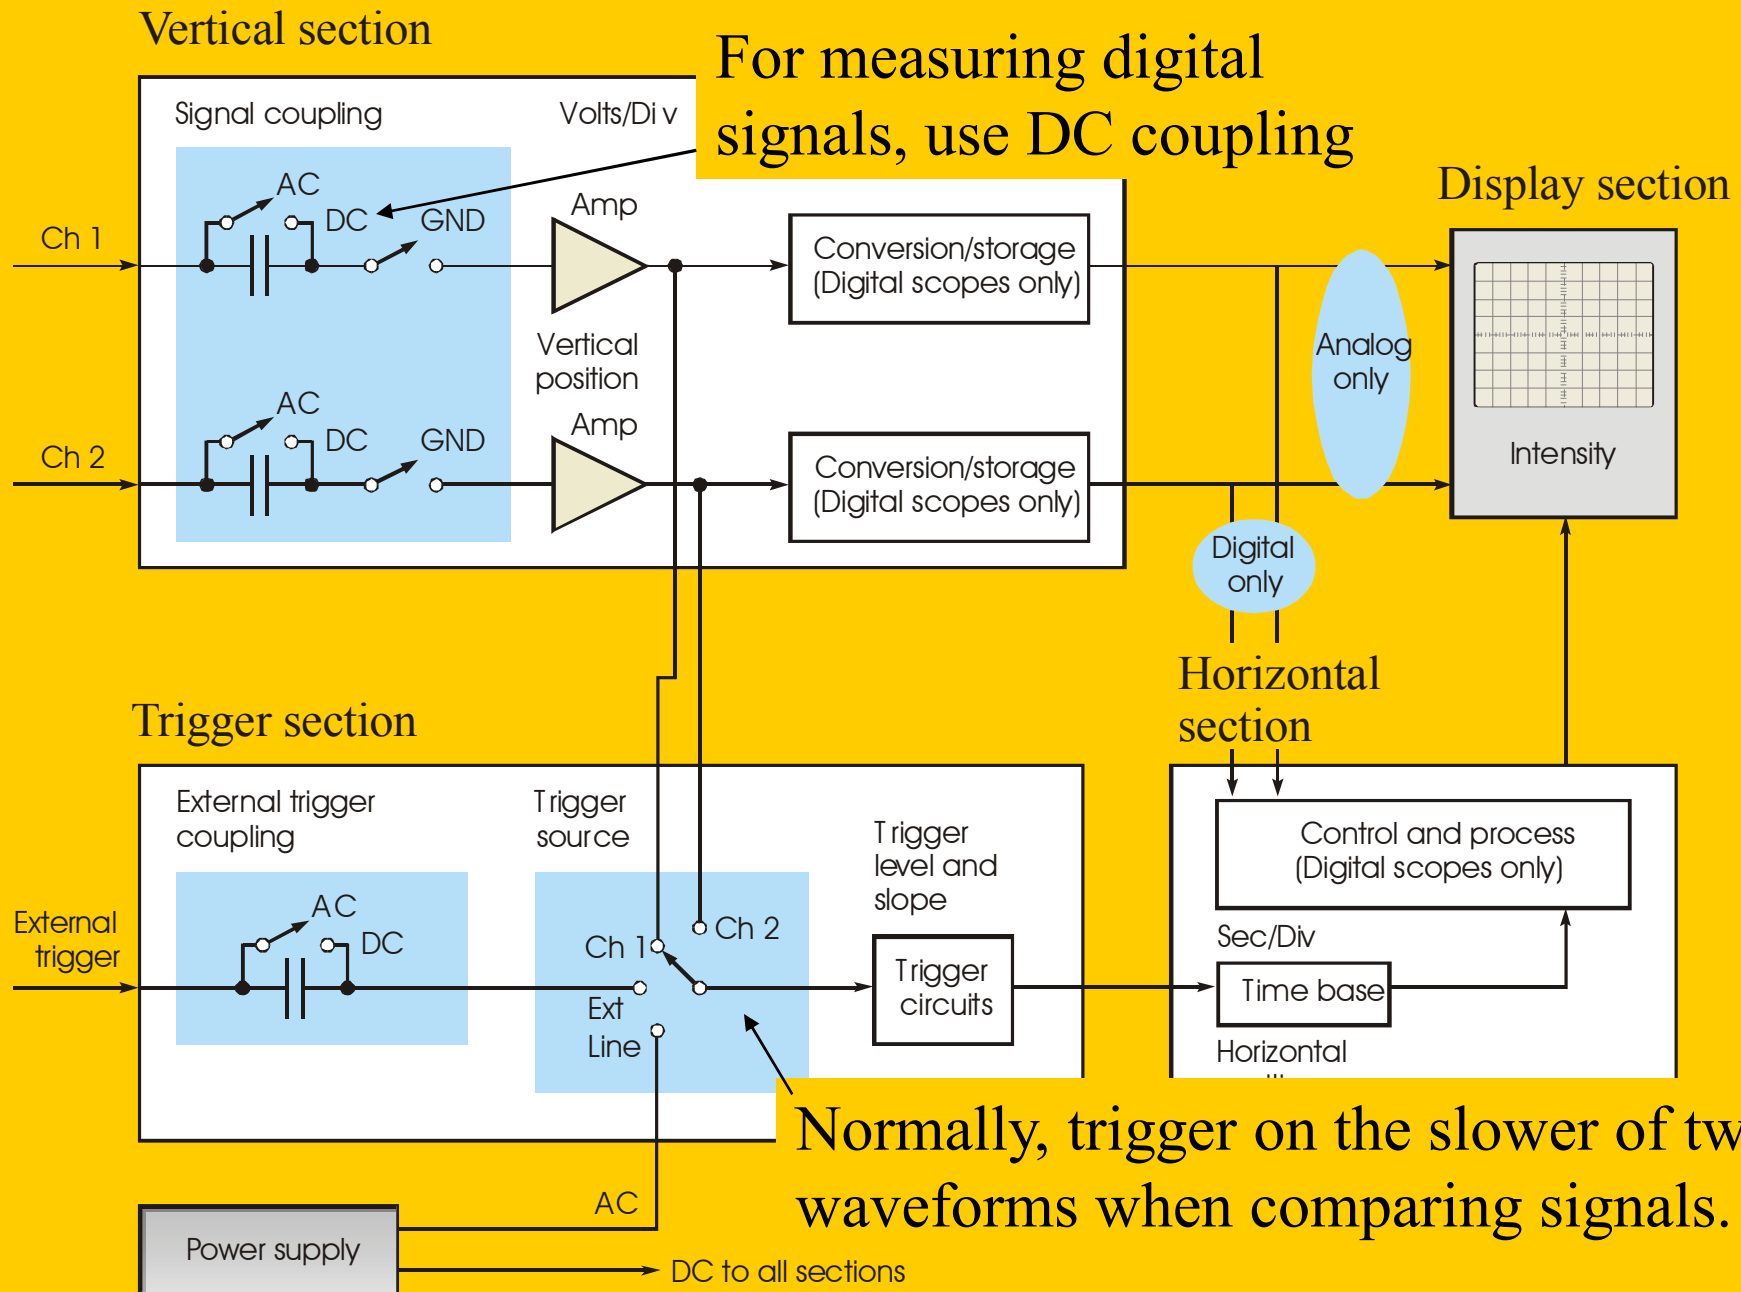 Vertical section
For measuring digital
signals, use DC coupling
Signal coupling
Volts/Div
Display section
AC
DC
GND
Amp
Ch 1
Conversion/storage
(Digital scopes only)
Vertical
position
Analog
only
AC
DC
GND
Amp
Ch 2
Conversion/storage
(Digital scopes only)
Intensity
Digital
only
Horizontal
section
Trigger section
External trigger
coupling
Trigger
source
Trigger
level and
slope
Control and process
(Digital scopes only)
External
trigger
AC
DC
Ch 1
Ch 2
Ext
Line
Trigger
circuits
Sec/Div
Time base
Horizontal
Normally, trigger on the slower of
waveforms when comparing signals.
AC
Power supply
DC to all sections